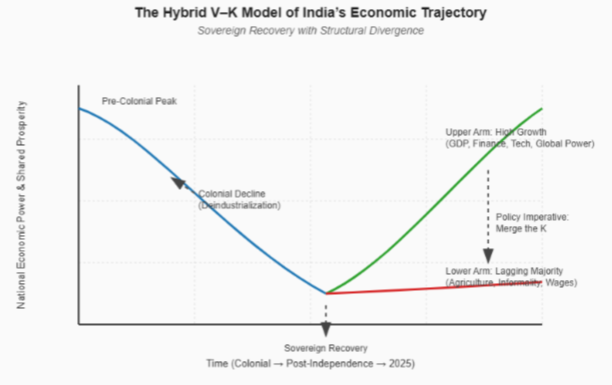 The Hybrid V–K Model of India's Economic Trajectory
Sovereign Recovery with Structural Divergence
National Economic Power & Shared Prosperity
Pre-Colonial Peak
Colonial Decline
(Deindustrialization)
Upper Arm: High Growth
(GDP, Finance, Tech, Global Power)
Policy Imperative:
Merge the K
Lower Arm: Lagging Majority
(Agriculture, Informality, Wages)
Sovereign Recovery
Time (Colonial → Post-Independence → 2025)